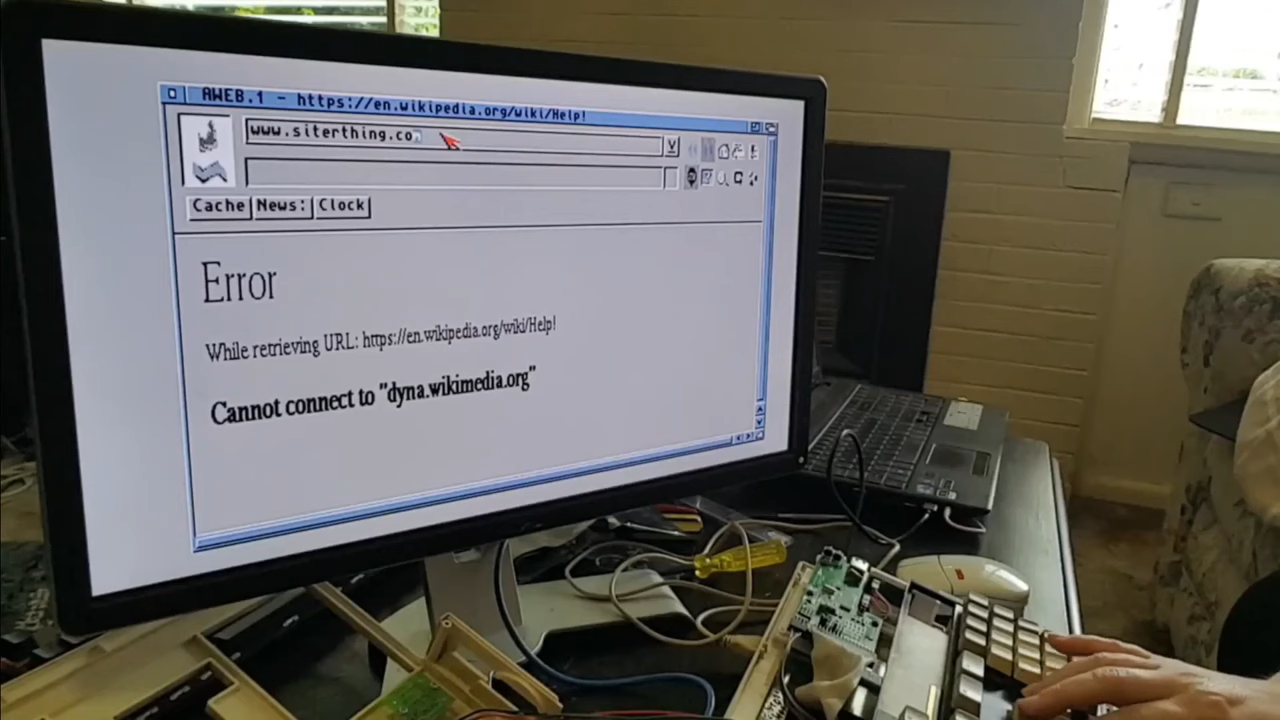 AWEB.1 - https://en.wikipedia.org/wiki/Help!
www.siterthing.co
Cache News: Clock
Error
While retrieving URL: https://en.wikipedia.org/wiki/Help!
Cannot connect to "dyna.wikimedia.org"